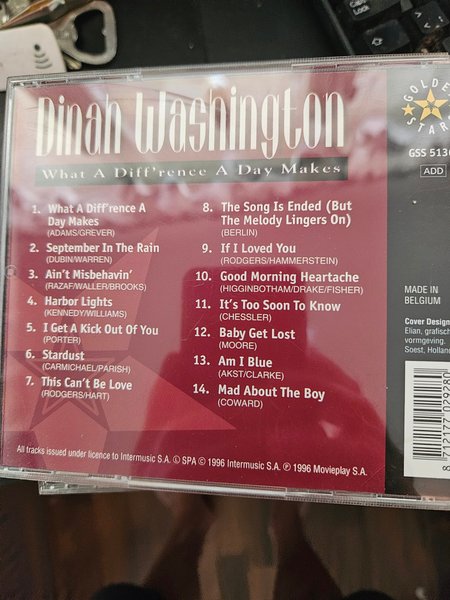 Dinah Washington
What A Diff'rence A Day Makes
1. What A Diff'rence A
Day Makes
(ADAMS/GREVER)
2. September In The Rain
(DUBIN/WARREN)
3. Ain't Misbehavin'
(RAZAF/WALLER/BROOKS)
4. Harbor Lights
(KENNEDY/WILLIAMS)
5. I Get A Kick Out Of You
(PORTER)
6. Stardust
(CARMICHAEL/PARISH)
7. This Can't Be Love
(RODGERS/HART)
8. The Song Is Ended (But
The Melody Lingers On)
(BERLIN)
9. If I Loved You
(RODGERS/HAMMERSTEIN)
10. Good Morning Heartache
(HIGGINBOTHAM/DRAKE/FISHER)
11. It's Too Soon To Know
(CHESSLER)
12. Baby Get Lost
(MOORE)
13. Am I Blue
(AKST/CLARKE)
14. Mad About The Boy
(COWARD)
All tracks issued under licence to Intermusic S.A. Ⓛ SPA © 1996 Intermusic S.A. ℗ 1996 Movieplay S.A.
GOLDEN
STARS
GSS 513
ADD
MADE IN
BELGIUM
Cover Design
Elian, grafisch
vormgeving.
Soest, Holland
8 712177 029280